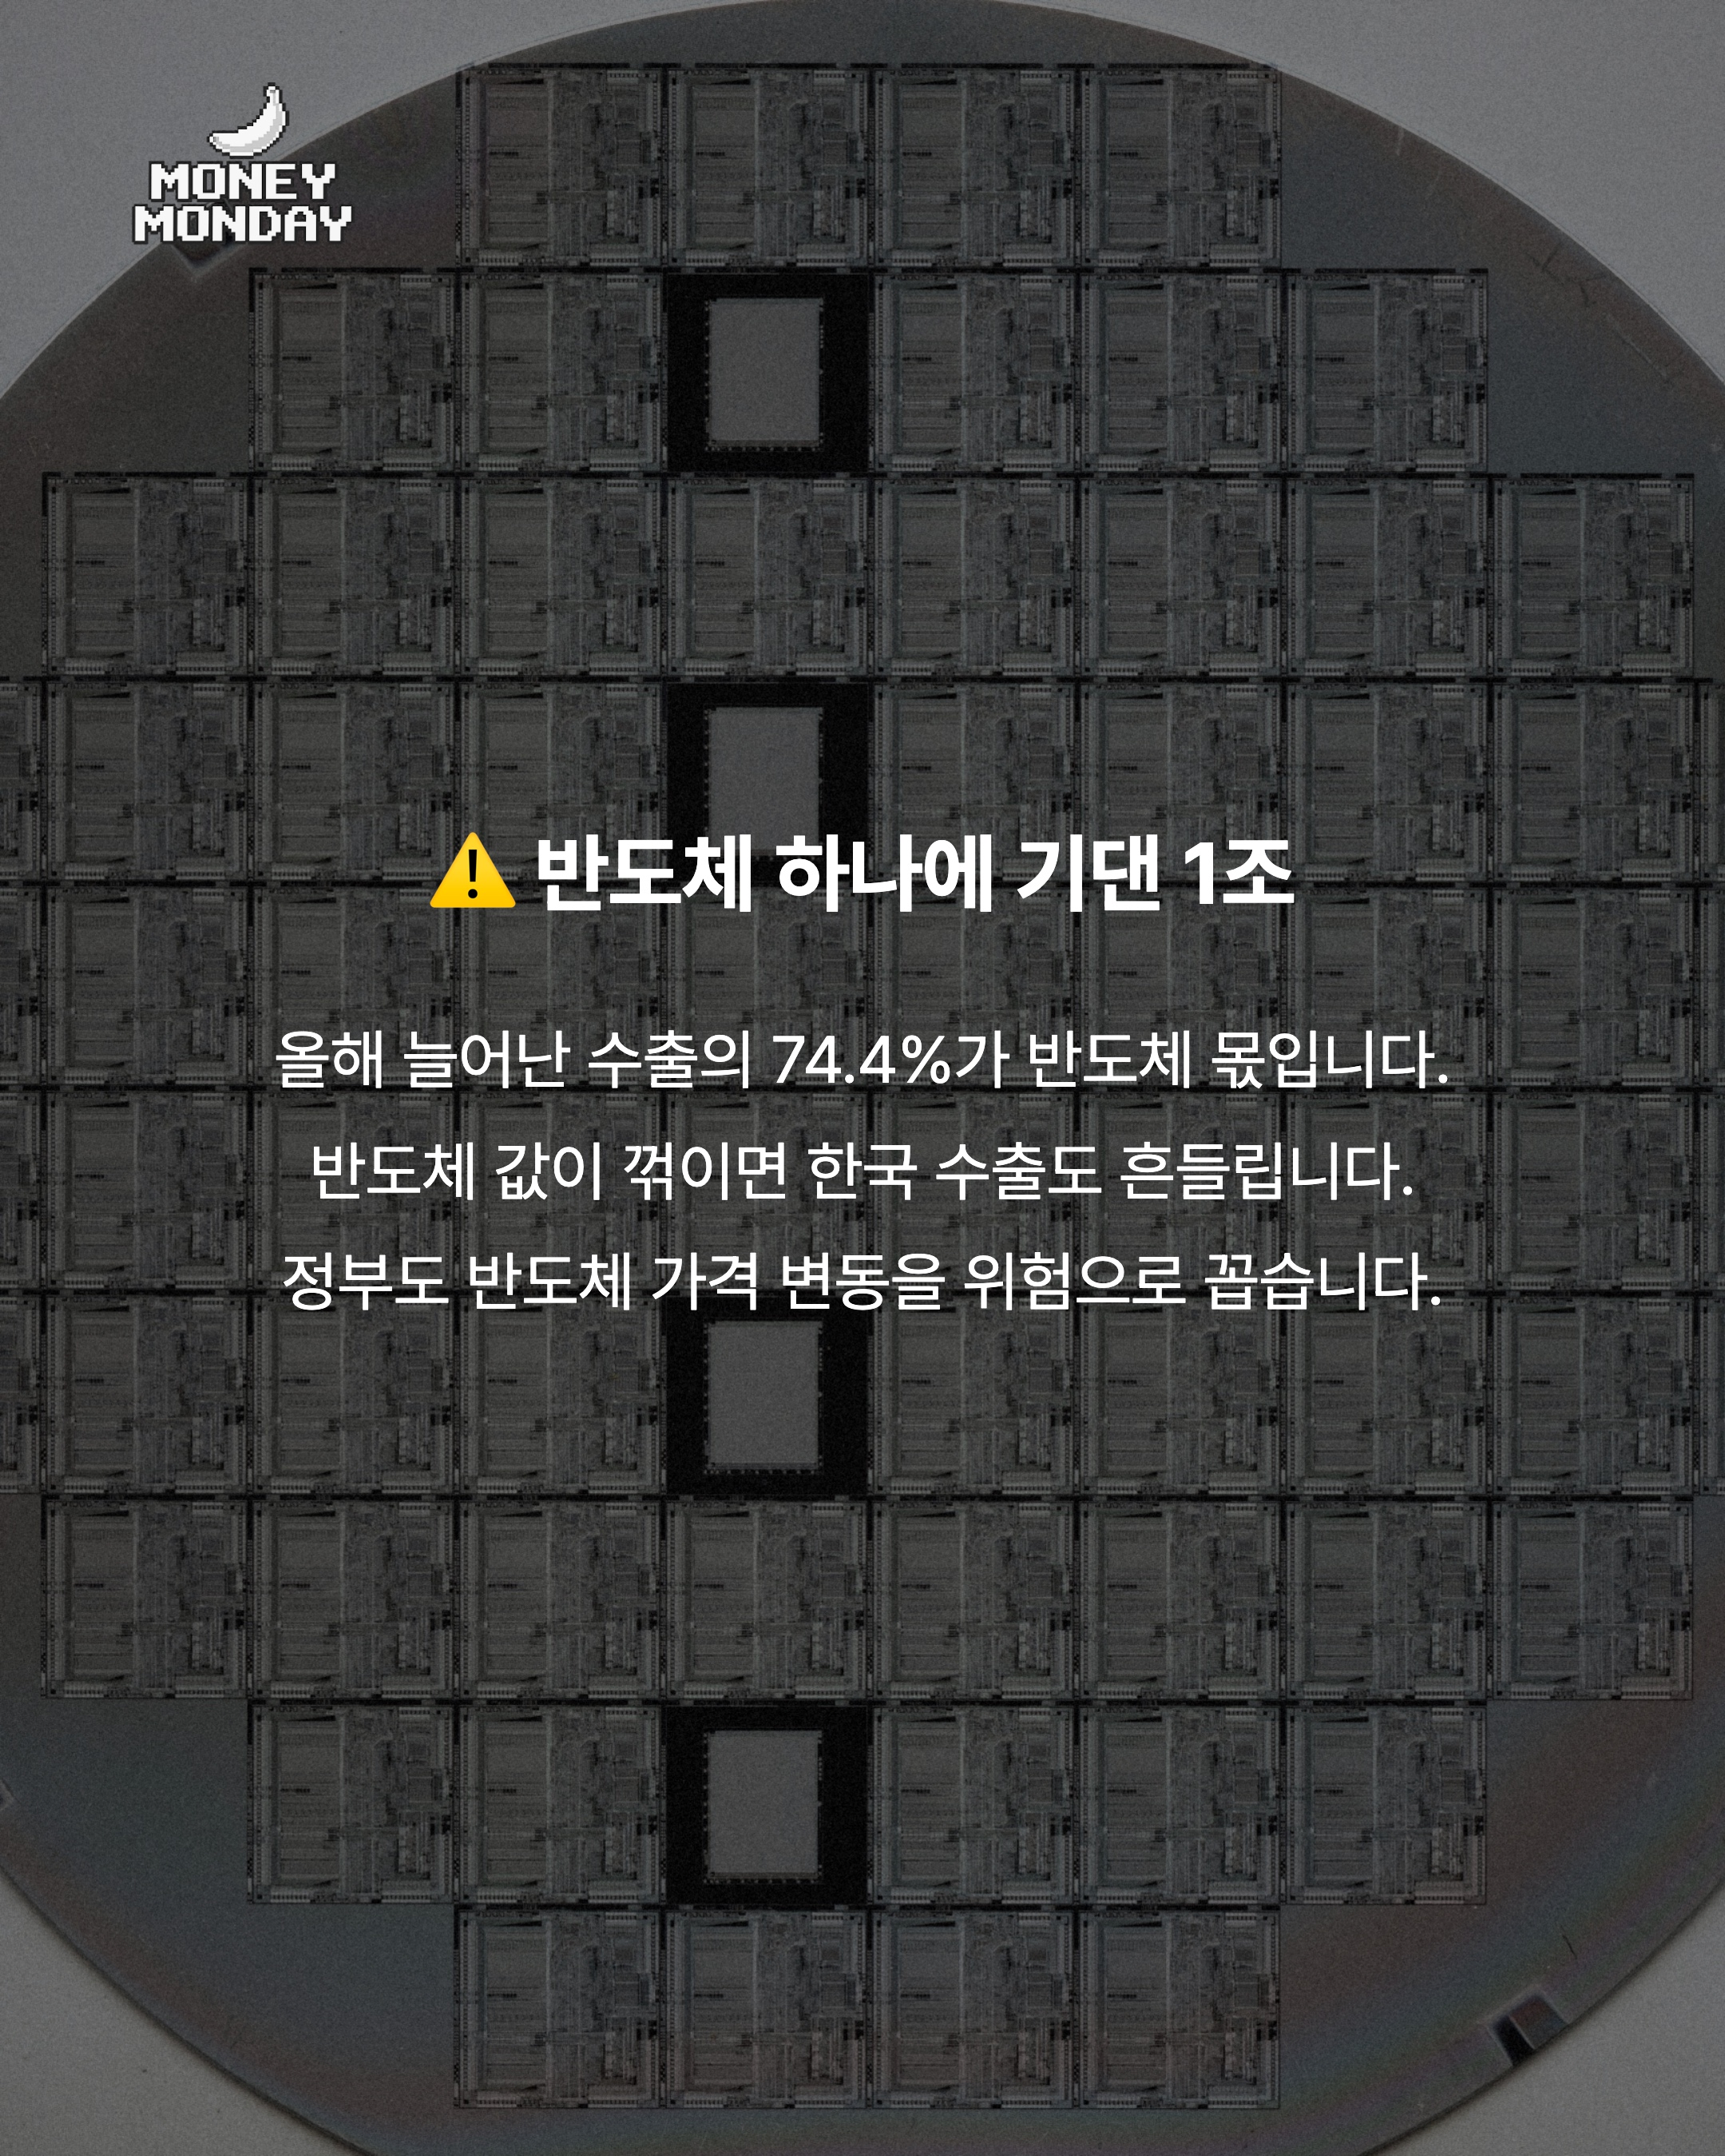 MONEY
MONDAY
⚠️ 반도체 하나에 기댄 1조
올해 늘어난 수출의 74.4%가 반도체 몫입니다.
반도체 값이 꺾이면 한국 수출도 흔들립니다.
정부도 반도체 가격 변동을 위험으로 꼽습니다.